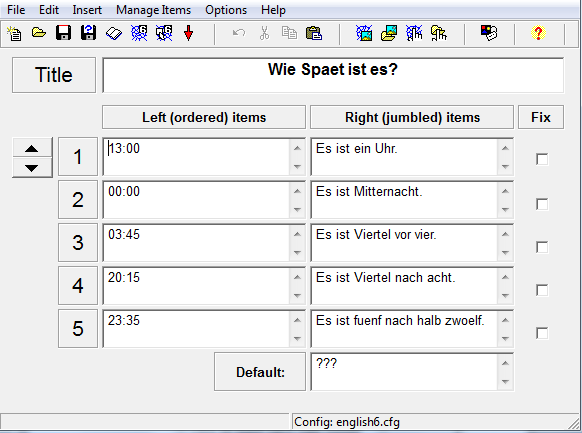 File Edit Insert Manage Items Options Help
?
Title Wie Spaet ist es?
Left (ordered) items Right (jumbled) items Fix
1 13:00 Es ist ein Uhr.
2 00:00 Es ist Mitternacht.
3 03:45 Es ist Viertel vor vier.
4 20:15 Es ist Viertel nach acht.
5 23:35 Es ist fuenf nach halb zwoelf.
Default: ???
Config: english6.cfg